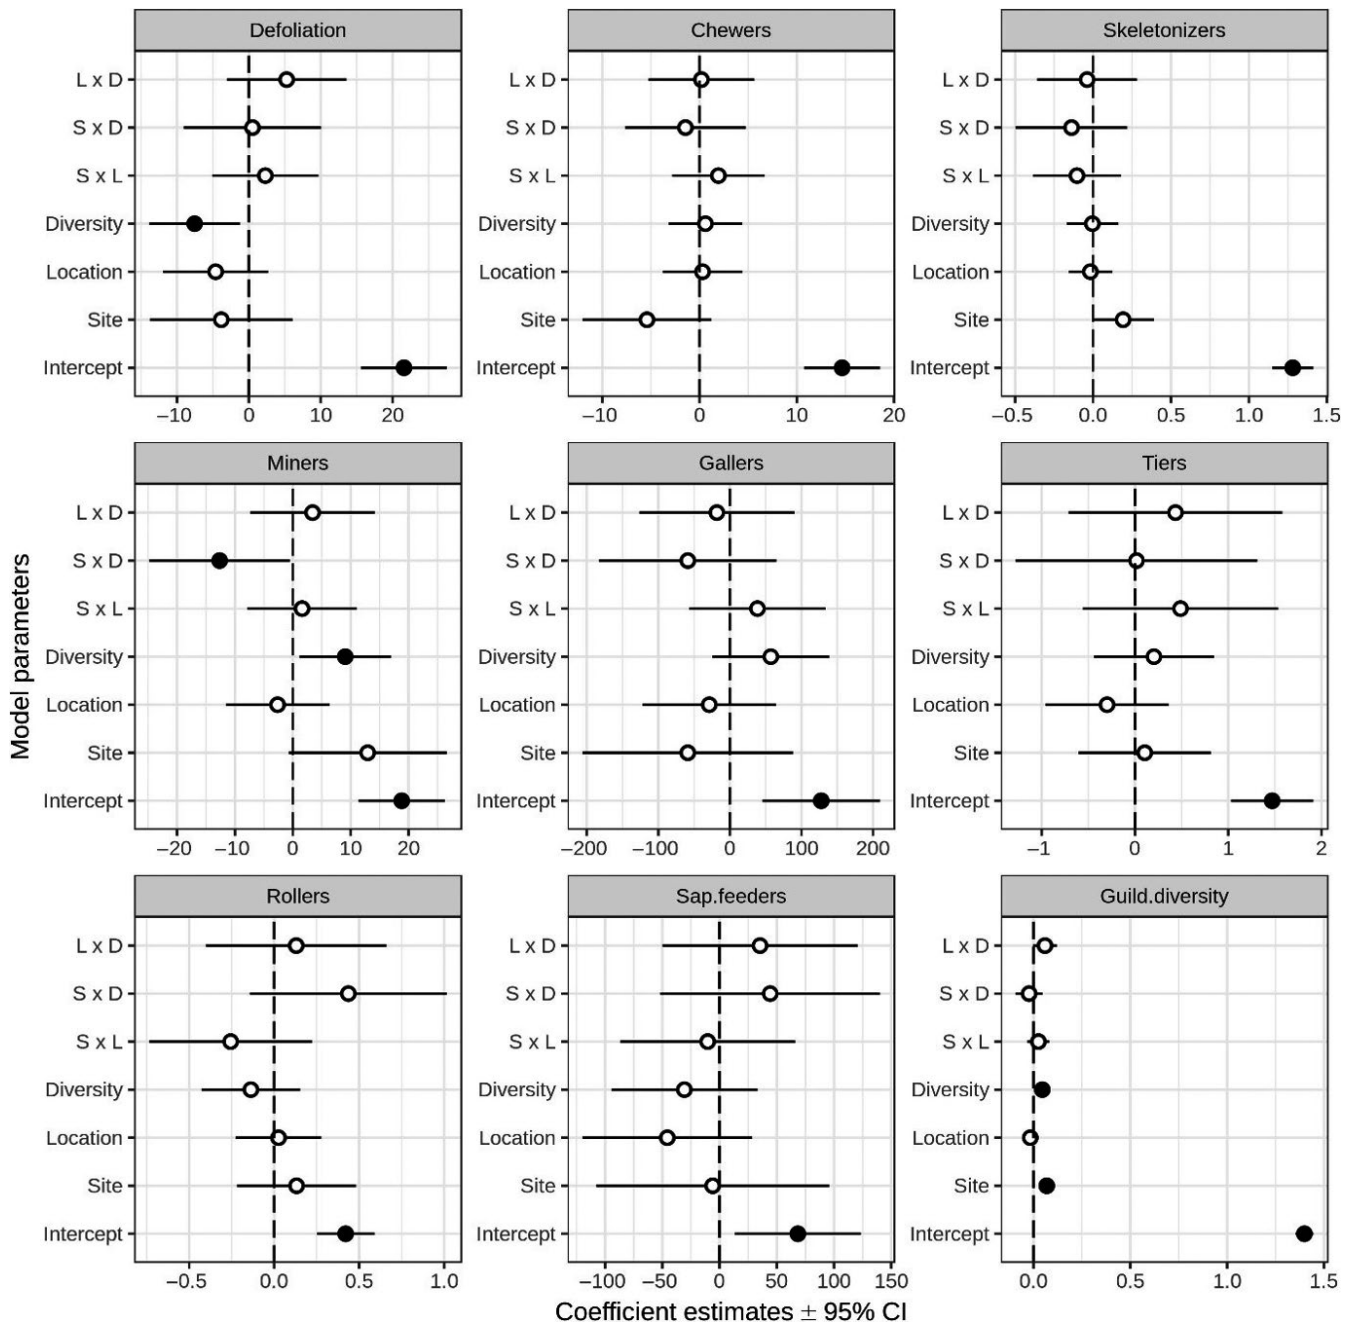 Defoliation
Chewers
Skeletonizers
L x D
S x D
S x L
Diversity
Location
Site
Intercept
−10 0 10 20
L x D
S x D
S x L
Diversity
Location
Site
Intercept
−10 0 10 20
L x D
S x D
S x L
Diversity
Location
Site
Intercept
−0.5 0.0 0.5 1.0 1.5
Model parameters
Miners
Gallers
Tiers
L x D
S x D
S x L
Diversity
Location
Site
Intercept
−20 −10 0 10 20
L x D
S x D
S x L
Diversity
Location
Site
Intercept
−200 −100 0 100 200
L x D
S x D
S x L
Diversity
Location
Site
Intercept
−1 0 1 2
Rollers
Sap.feeders
Guild.diversity
L x D
S x D
S x L
Diversity
Location
Site
Intercept
−0.5 0.0 0.5 1.0
L x D
S x D
S x L
Diversity
Location
Site
Intercept
−100 −50 0 50 100 150
L x D
S x D
S x L
Diversity
Location
Site
Intercept
0.0 0.5 1.0 1.5
Coefficient estimates ± 95% CI